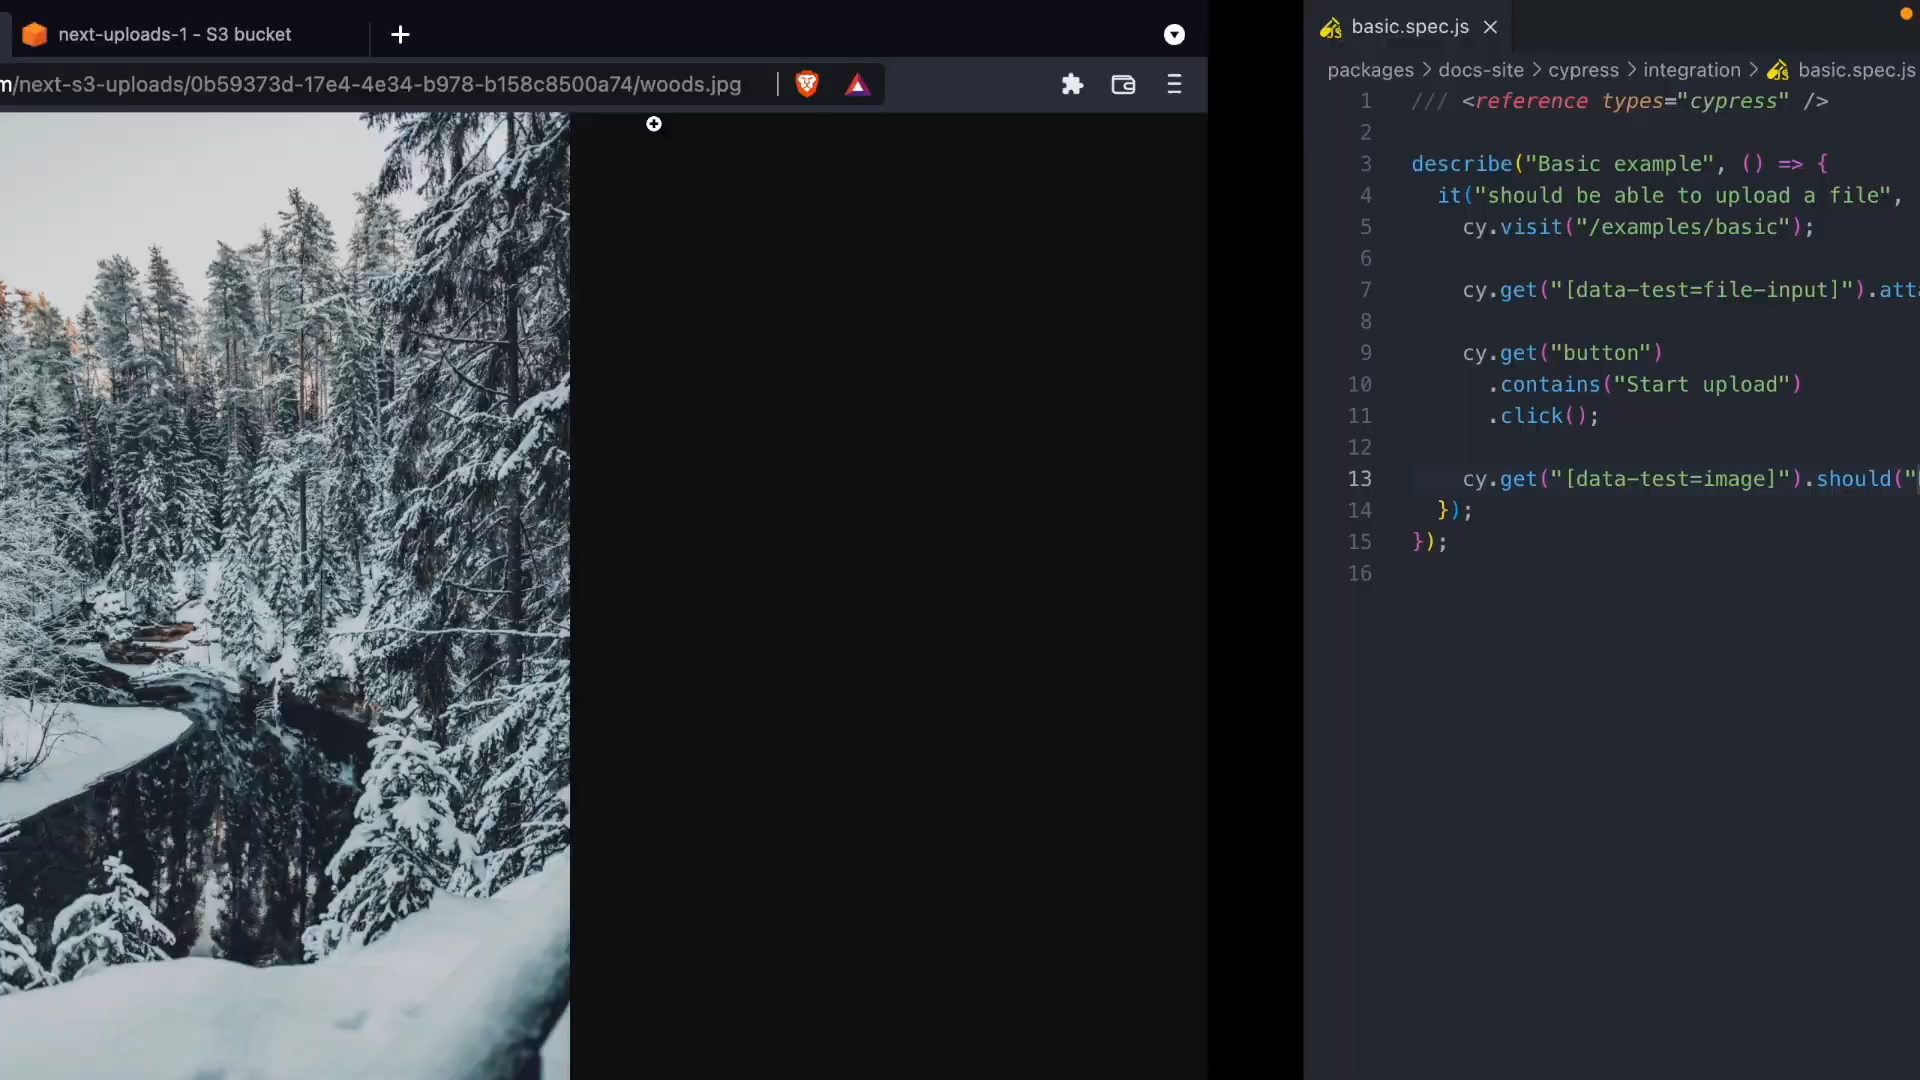 next-uploads-1 - S3 bucket
m/next-s3-uploads/0b59373d-17e4-4e34-b978-b158c8500a74/woods.jpg
basic.spec.js
packages > docs-site > cypress > integration > basic.spec.js
1 /// <reference types="cypress" />
2
3 describe("Basic example", () => {
4 it("should be able to upload a file",
5 cy.visit("/examples/basic");
6
7 cy.get("[data-test=file-input]").att
8
9 cy.get("button")
10 .contains("Start upload")
11 .click();
12
13 cy.get("[data-test=image]").should("
14 });
15 });
16